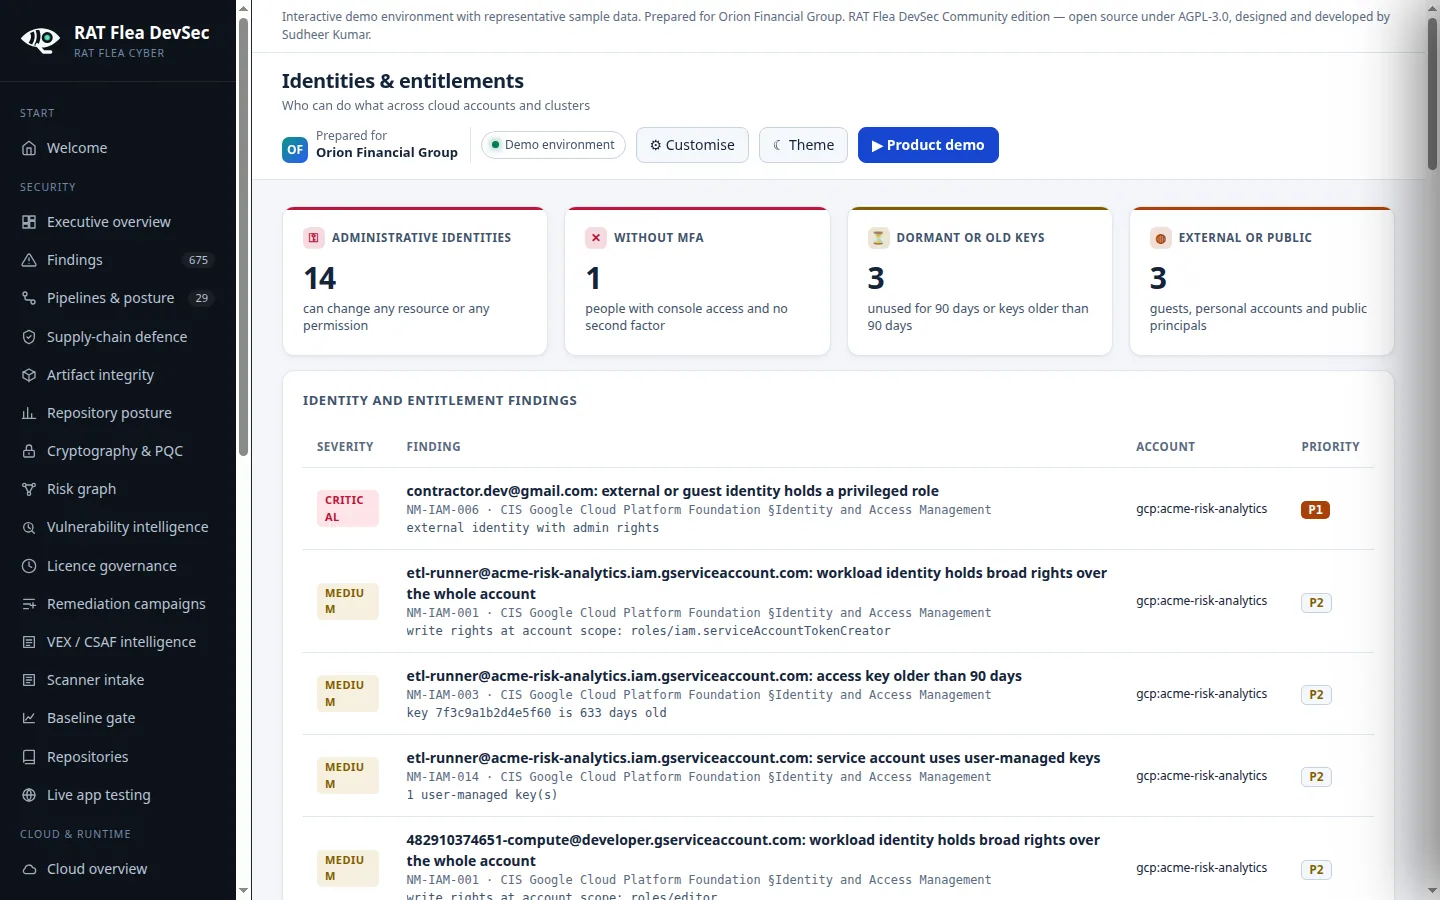 RAT Flea DevSec
RAT FLEA CYBER
START
Welcome
SECURITY
Executive overview
Findings 675
Pipelines & posture 29
Supply-chain defence
Artifact integrity
Repository posture
Cryptography & PQC
Risk graph
Vulnerability intelligence
Licence governance
Remediation campaigns
VEX / CSAF intelligence
Scanner intake
Baseline gate
Repositories
Live app testing
CLOUD & RUNTIME
Cloud overview
Interactive demo environment with representative sample data. Prepared for Orion Financial Group. RAT Flea DevSec Community edition — open source under AGPL-3.0, designed and developed by
Sudheer Kumar.
Identities & entitlements
Who can do what across cloud accounts and clusters
OF
Prepared for
Orion Financial Group
Demo environment
⚙ Customise
☾ Theme
▶ Product demo
ADMINISTRATIVE IDENTITIES
14
can change any resource or any
permission
✕ WITHOUT MFA
1
people with console access and no
second factor
⏳ DORMANT OR OLD KEYS
3
unused for 90 days or keys older than
90 days
EXTERNAL OR PUBLIC
3
guests, personal accounts and public
principals
IDENTITY AND ENTITLEMENT FINDINGS
SEVERITY FINDING ACCOUNT PRIORITY
CRITIC
AL
contractor.dev@gmail.com: external or guest identity holds a privileged role
NM-IAM-006 · CIS Google Cloud Platform Foundation §Identity and Access Management
external identity with admin rights
gcp:acme-risk-analytics
P1
MEDIU
M
etl-runner@acme-risk-analytics.iam.gserviceaccount.com: workload identity holds broad rights over
the whole account
NM-IAM-001 · CIS Google Cloud Platform Foundation §Identity and Access Management
write rights at account scope: roles/iam.serviceAccountTokenCreator
gcp:acme-risk-analytics
P2
MEDIU
M
etl-runner@acme-risk-analytics.iam.gserviceaccount.com: access key older than 90 days
NM-IAM-003 · CIS Google Cloud Platform Foundation §Identity and Access Management
key 7f3c9a1b2d4e5f60 is 633 days old
gcp:acme-risk-analytics
P2
MEDIU
M
etl-runner@acme-risk-analytics.iam.gserviceaccount.com: service account uses user-managed keys
NM-IAM-014 · CIS Google Cloud Platform Foundation §Identity and Access Management
1 user-managed key(s)
gcp:acme-risk-analytics
P2
MEDIU
M
482910374651-compute@developer.gserviceaccount.com: workload identity holds broad rights over
the whole account
NM-IAM-001 · CIS Google Cloud Platform Foundation §Identity and Access Management
write rights at account scope: roles/editor
gcp:acme-risk-analytics
P2